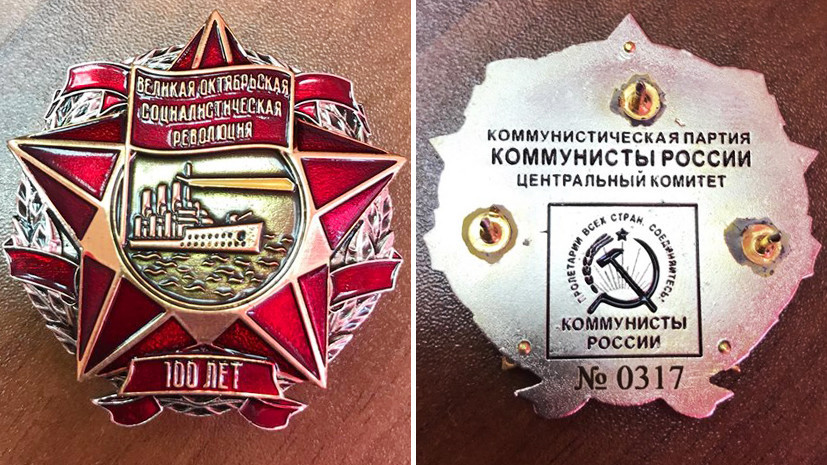 ВЕЛИКАЯ ОКТЯБРЬСКАЯ
СОЦИАЛИСТИЧЕСКАЯ
РЕВОЛЮЦИЯ
100 ЛЕТ
КОММУНИСТИЧЕСКАЯ ПАРТИЯ
КОММУНИСТЫ РОССИИ
ЦЕНТРАЛЬНЫЙ КОМИТЕТ
ПРОЛЕТАРИИ ВСЕХ СТРАН, СОЕДИНЯЙТЕСЬ!
КОММУНИСТЫ
РОССИИ
№ 0317